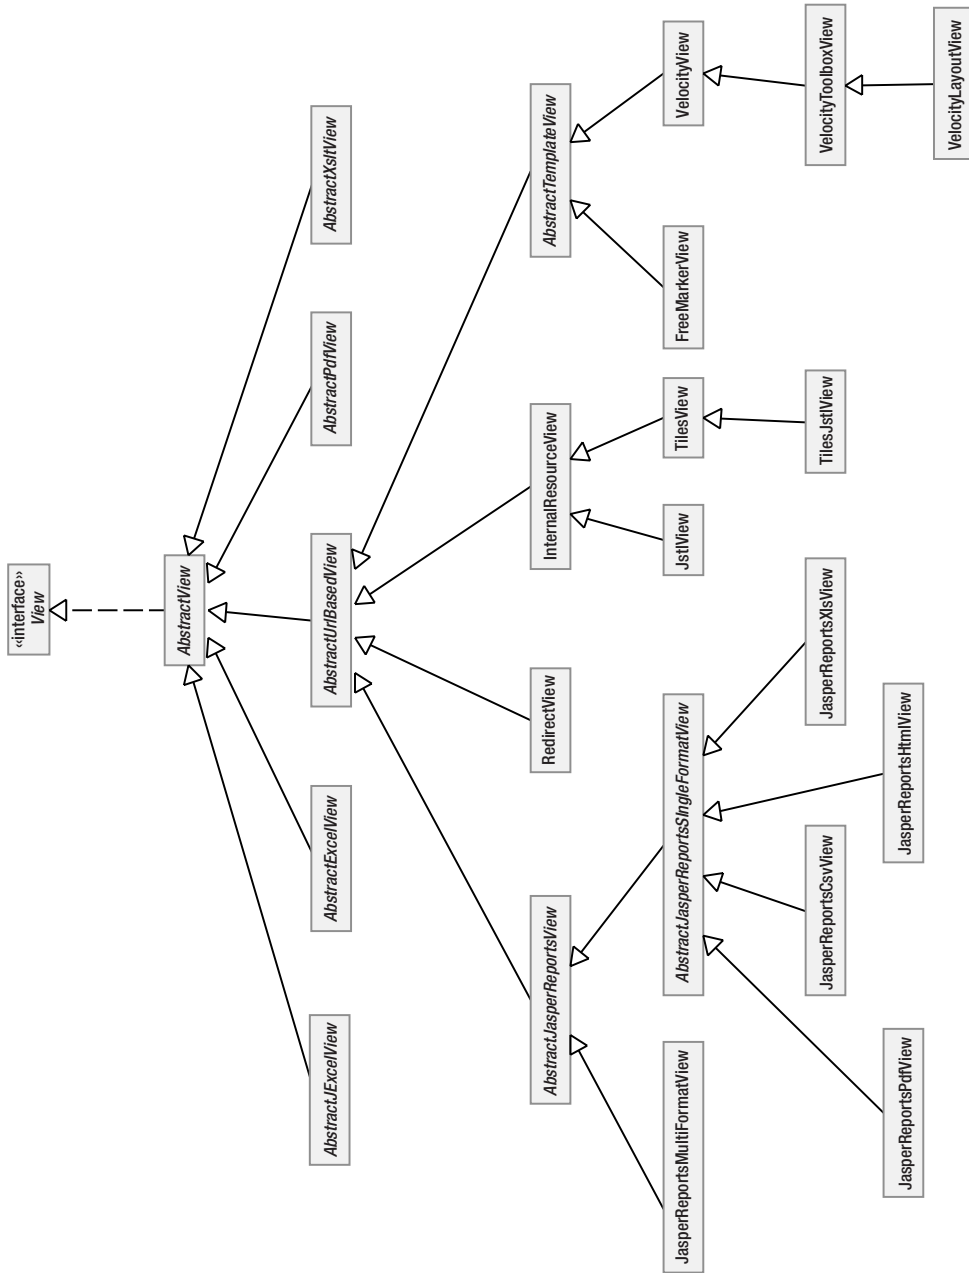 «interface»
View
AbstractView
AbstractJExcelView
AbstractExcelView
AbstractUrlBasedView
AbstractPdfView
AbstractXsltView
AbstractJasperReportsView
RedirectView
InternalResourceView
AbstractTemplateView
JasperReportsMultiFormatView
AbstractJasperReportsSIngleFormatView
JstlView
TilesView
FreeMarkerView
VelocityView
JasperReportsCsvView
JasperReportsXlsView
TilesJstlView
VelocityToolboxView
JasperReportsPdfView
JasperReportsHtmlView
VelocityLayoutView